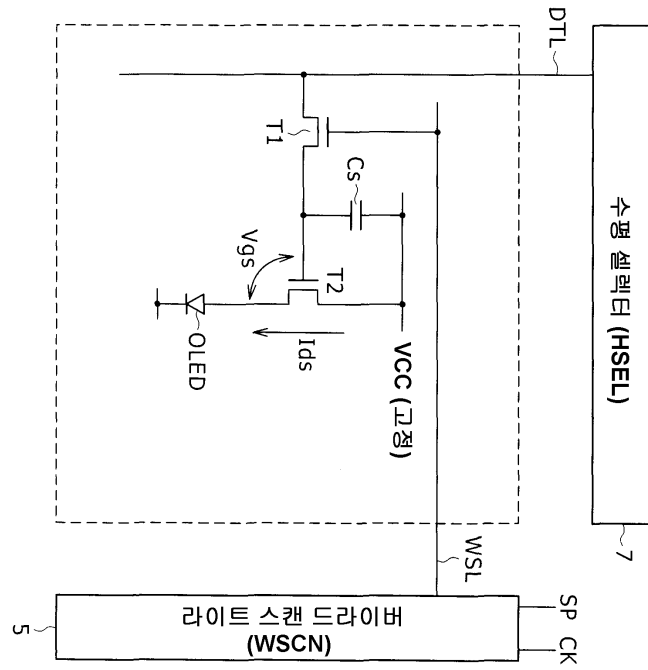 수평 셀렉터 (HSEL)
7
DTL
T1
Cs
Vgs
T2
Ids
OLED
VCC (고정)
WSL
라이트 스캔 드라이버
(WSCN)
5
SP
CK